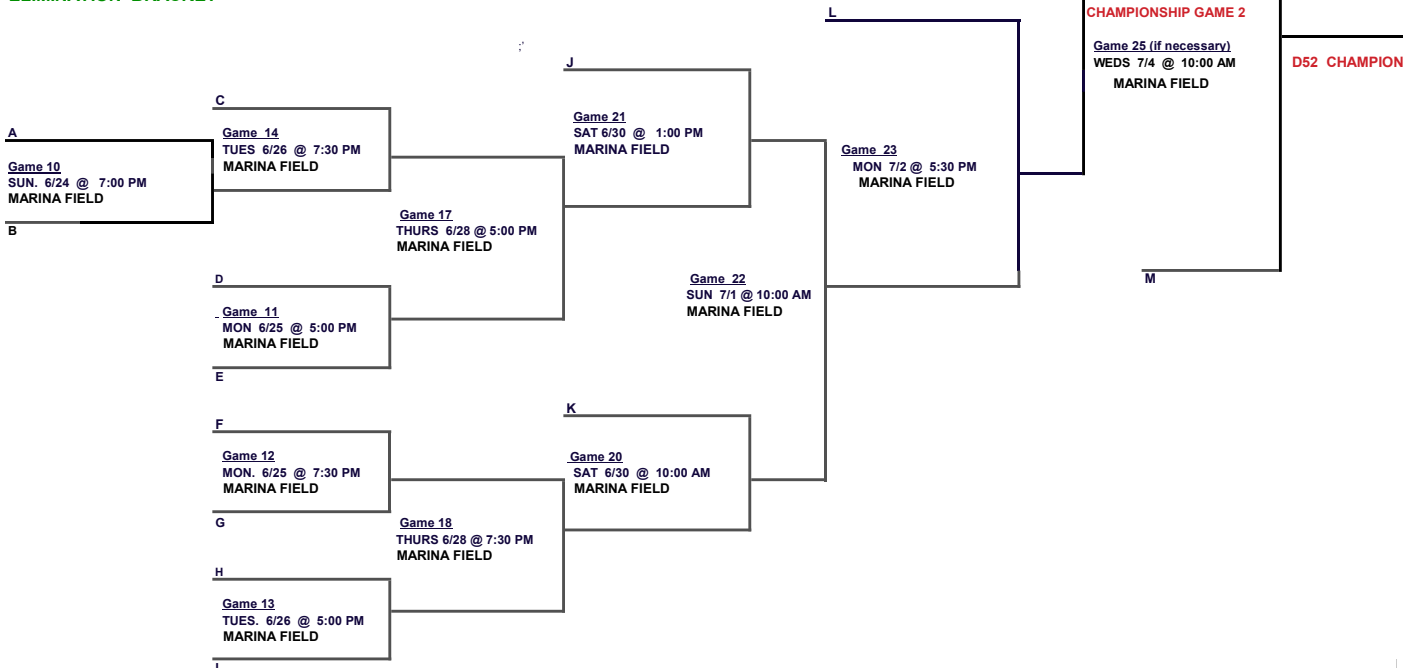 L
CHAMPIONSHIP GAME 2
Game 25 (if necessary)
WEDS 7/4 @ 10:00 AM
MARINA FIELD
D52 CHAMPION
;'
J
C
Game 21
SAT 6/30 @ 1:00 PM
MARINA FIELD
A
Game 14
TUES 6/26 @ 7:30 PM
MARINA FIELD
Game 23
MON 7/2 @ 5:30 PM
MARINA FIELD
Game 10
SUN. 6/24 @ 7:00 PM
MARINA FIELD
B
Game 17
THURS 6/28 @ 5:00 PM
MARINA FIELD
D
Game 22
SUN 7/1 @ 10:00 AM
MARINA FIELD
M
Game 11
MON 6/25 @ 5:00 PM
MARINA FIELD
E
K
F
Game 12
MON. 6/25 @ 7:30 PM
MARINA FIELD
Game 20
SAT 6/30 @ 10:00 AM
MARINA FIELD
G
Game 18
THURS 6/28 @ 7:30 PM
MARINA FIELD
H
Game 13
TUES. 6/26 @ 5:00 PM
MARINA FIELD